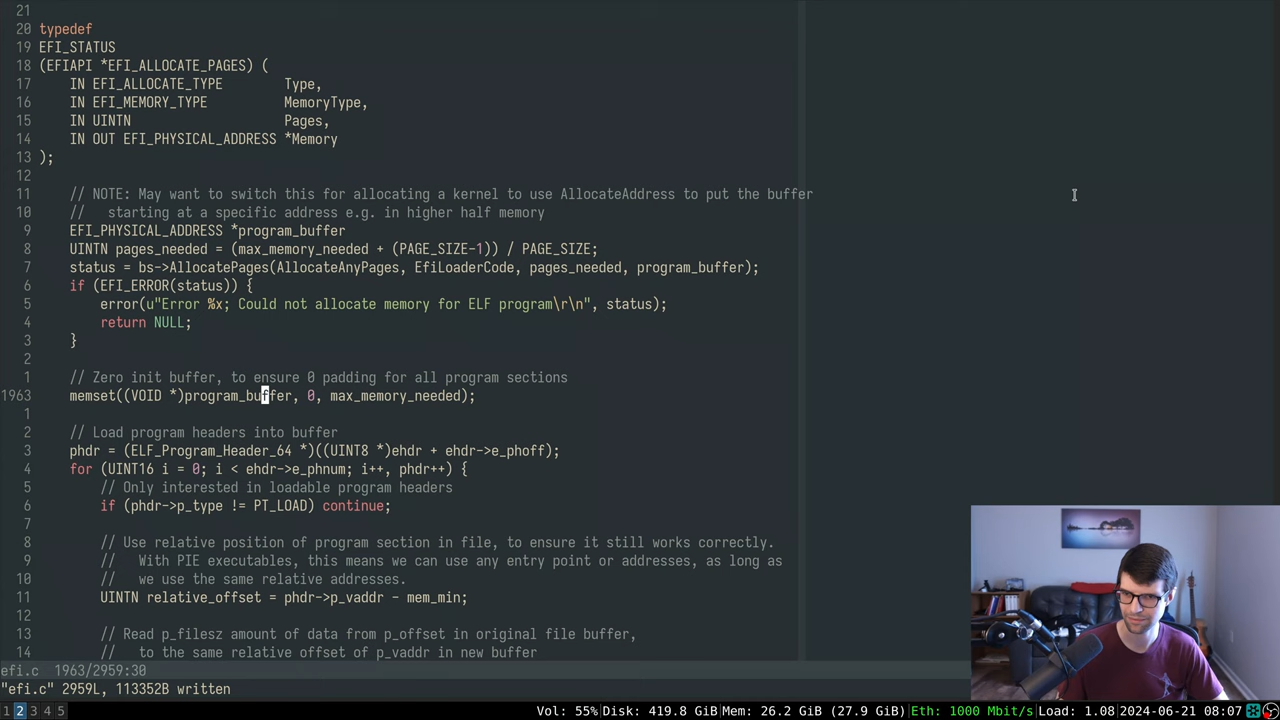 21
20 typedef
19 EFI_STATUS
18 (EFIAPI *EFI_ALLOCATE_PAGES) (
17     IN EFI_ALLOCATE_TYPE        Type,
16     IN EFI_MEMORY_TYPE          MemoryType,
15     IN UINTN                    Pages,
14     IN OUT EFI_PHYSICAL_ADDRESS *Memory
13 );
12
11     // NOTE: May want to switch this for allocating a kernel to use AllocateAddress to put the buffer
10     //   starting at a specific address e.g. in higher half memory
9     EFI_PHYSICAL_ADDRESS *program_buffer
8     UINTN pages_needed = (max_memory_needed + (PAGE_SIZE-1)) / PAGE_SIZE;
7     status = bs->AllocatePages(AllocateAnyPages, EfiLoaderCode, pages_needed, program_buffer);
6     if (EFI_ERROR(status)) {
5         error(u"Error %x; Could not allocate memory for ELF program\r\n", status);
4         return NULL;
3     }
2
1     // Zero init buffer, to ensure 0 padding for all program sections
1963     memset((VOID *)program_buffer, 0, max_memory_needed);
1
2     // Load program headers into buffer
3     phdr = (ELF_Program_Header_64 *)((UINT8 *)ehdr + ehdr->e_phoff);
4     for (UINT16 i = 0; i < ehdr->e_phnum; i++, phdr++) {
5         // Only interested in loadable program headers
6         if (phdr->p_type != PT_LOAD) continue;
7
8         // Use relative position of program section in file, to ensure it still works correctly.
9         //   With PIE executables, this means we can use any entry point or addresses, as long as
10         //   we use the same relative addresses.
11         UINTN relative_offset = phdr->p_vaddr - mem_min;
12
13         // Read p_filesz amount of data from p_offset in original file buffer,
14         //   to the same relative offset of p_vaddr in new buffer
efi.c  1963/2959:30
"efi.c" 2959L, 113352B written
1 2 3 4 5 Vol: 55% Disk: 419.8 GiB Mem: 26.2 GiB (27.9 GiB) Eth: 1000 Mbit/s Load: 1.08 2024-06-21 08:07